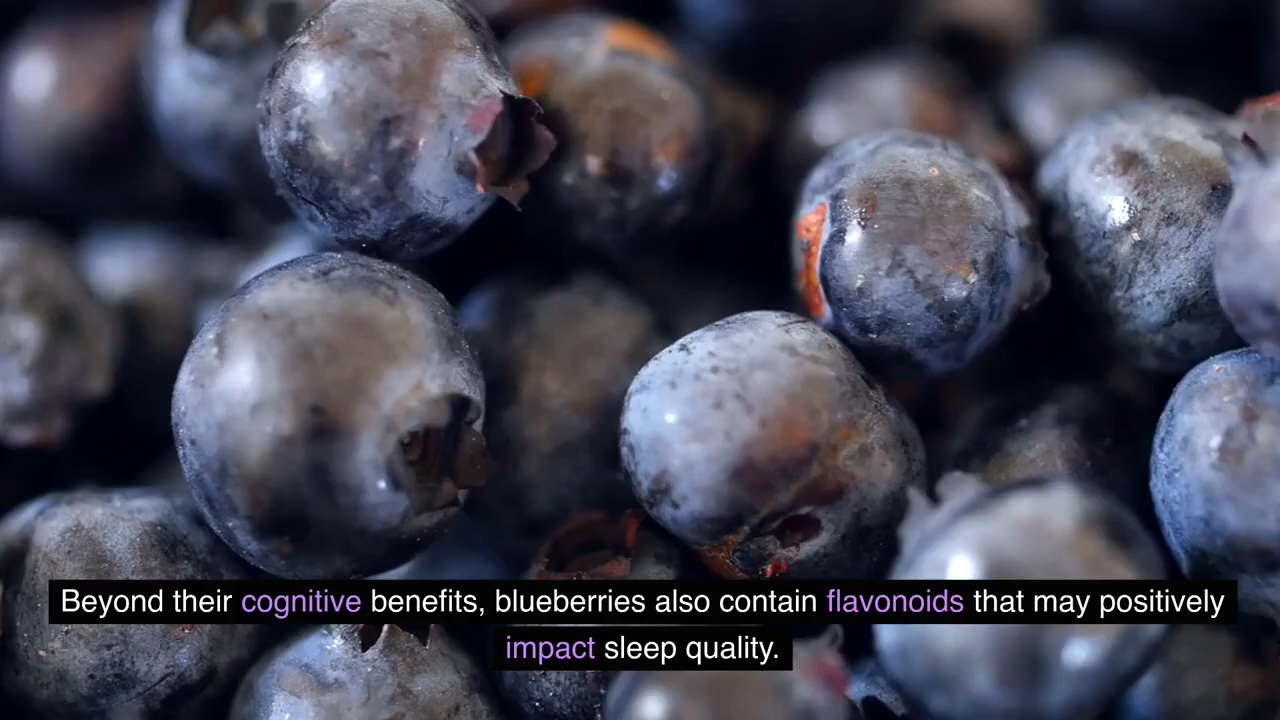 Beyond their cognitive benefits, blueberries also contain flavonoids that may positively
impact sleep quality.